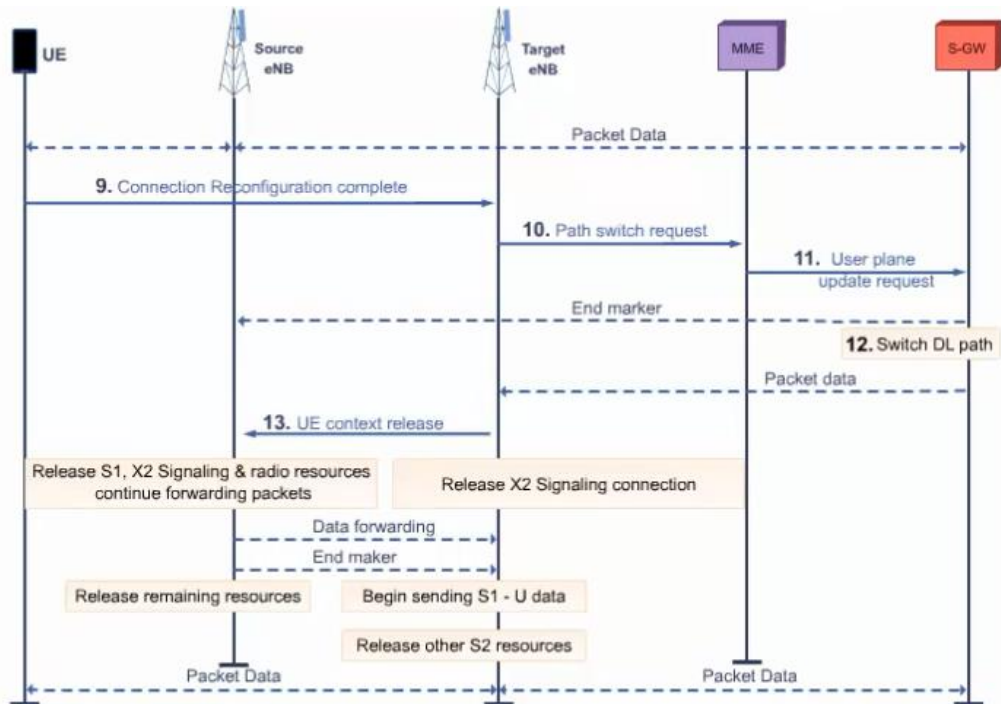 UE
Source
eNB
Target
eNB
MME
S-GW
Packet Data
9. Connection Reconfiguration complete
10. Path switch request
11. User plane
update request
End marker
12. Switch DL path
Packet data
13. UE context release
Release S1, X2 Signaling & radio resources
continue forwarding packets
Release X2 Signaling connection
Data forwarding
End maker
Release remaining resources
Begin sending S1 - U data
Release other S2 resources
Packet Data
Packet Data